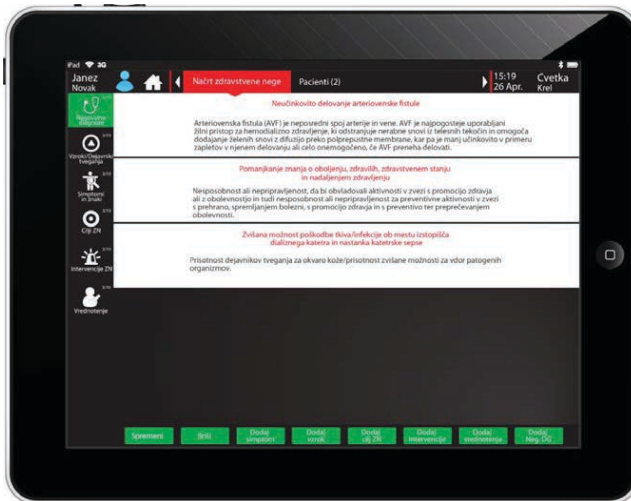 iPad 3G
Janez
Novak
Načrt zdravstvene nege
Pacienti (2)
15:19
26 Apr.
Cvetka
Krel
Negovalne
diagnoze
Vzroki/Dejavniki
tveganja
Simptomi
in znaki
Cilji ZN
Intervencije ZN
Vrednotenje
Neučinkovito delovanje arteriovenske fistule
Arteriovenska fistula (AVF) je neposredni spoj arterije in vene. AVF je najpogosteje uporabljani
žilni pristop za hemodializno zdravljenje, ki odstranjuje nerabne snovi iz telesnih tekočin in omogoča
dodajanje želenih snovi z difuzijo preko polprepustne membrane, kar pa je manj učinkovito v primeru
zapletov v njenem delovanju ali celo onemogočeno, če AVF preneha delovati.
Pomanjkanje znanja o obolenju, zdravilih, zdravstvenem stanju
in nadaljenjem zdravljenju
Nesposobnost ali nepripravljenost, da bi obvladovali aktivnosti v zvezi s promocijo zdravja
ali z obolevnostjo in tudi nesposobnost ali nepripravljenost za preventivne aktivnosti v zvezi
s prehrano, spremljanjem bolezni, s promocijo zdravja in s preventivo ter preprečevanjem
obolevnosti.
Zvišana možnost poškodbe tkiva/infekcije ob mestu izstopišča
dializnega katetra in nastanka katetrske sepse
Prisotnost dejavnikov tveganja za okvaro kože/prisotnost zvišane možnosti za vdor patogenih
organizmov.
Spremeni
Briši
Dodaj
simptom
Dodaj
vzrok
Dodaj
cilj ZN
Dodaj
Intervencije
Dodaj
vrednotenje
Dodaj
Neg. DG